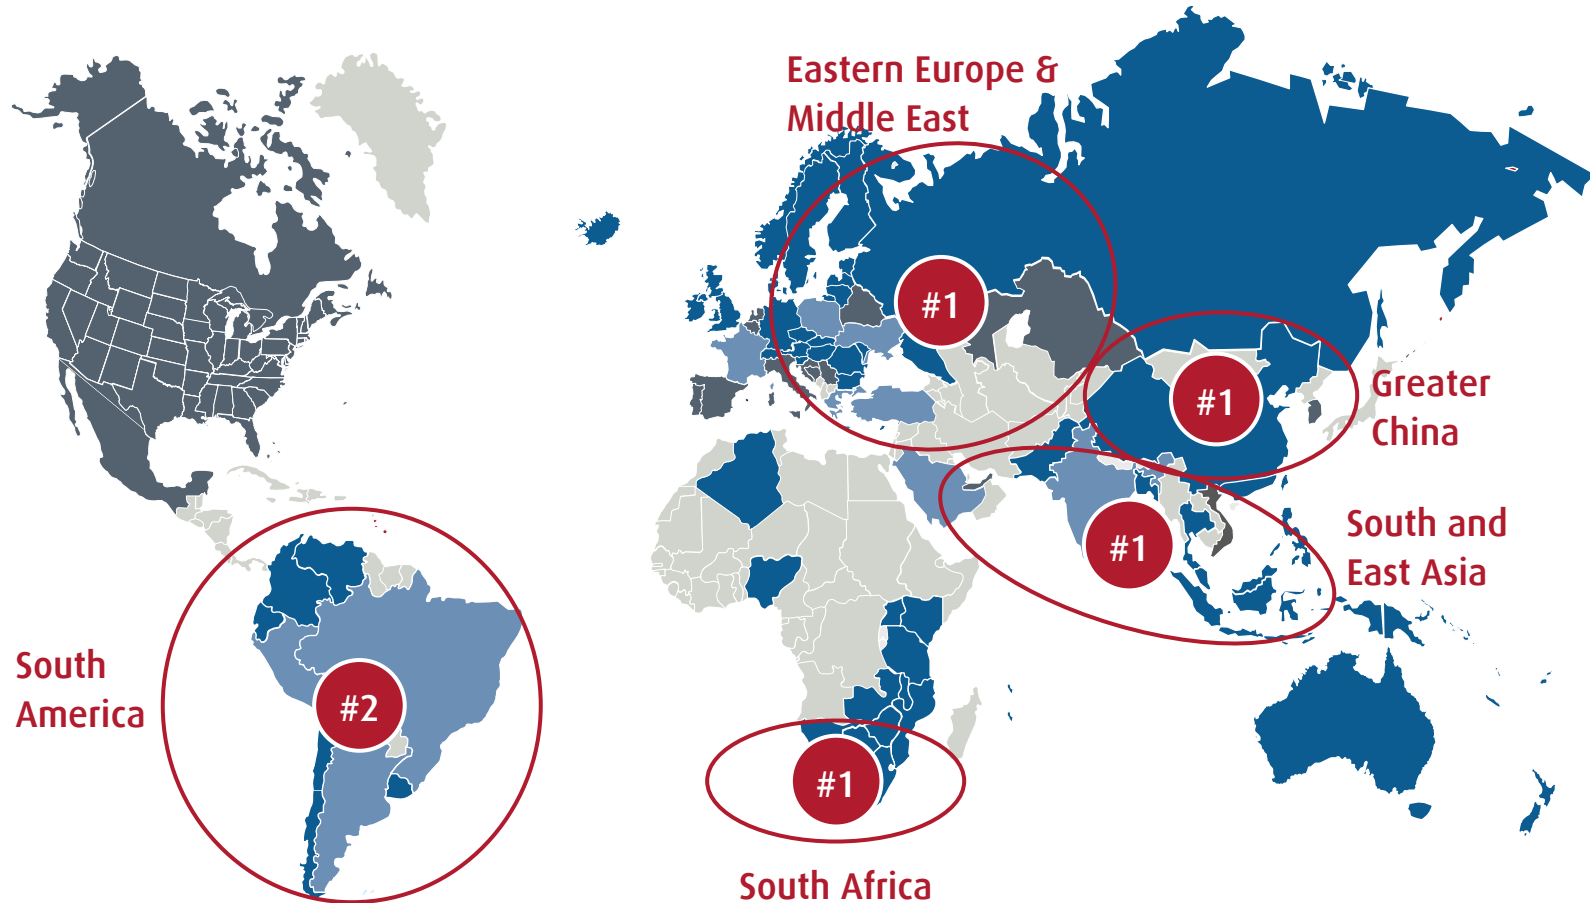 Eastern Europe &
Middle East
#1
#1
Greater
China
#1
South and
East Asia
South
America
#2
#1
South Africa